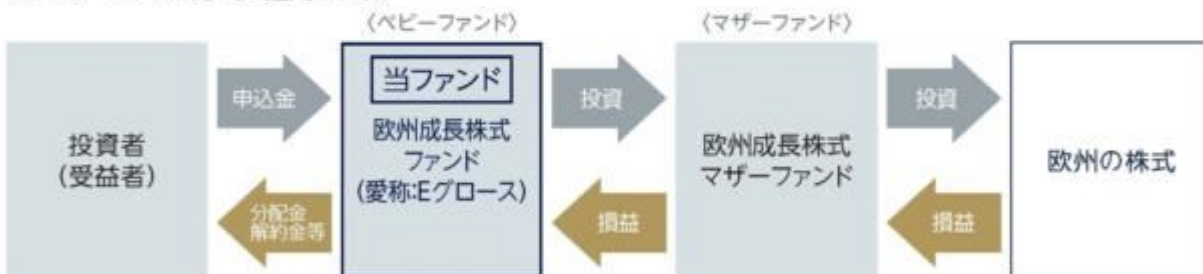 〈ベビーファンド〉
〈マザーファンド〉
申込金
当ファンド
投資
投資
投資者
(受益者)
欧州成長株式
ファンド
(愛称:Eグロース)
欧州成長株式
マザーファンド
欧州の株式
分配金
解約金等
損益
損益